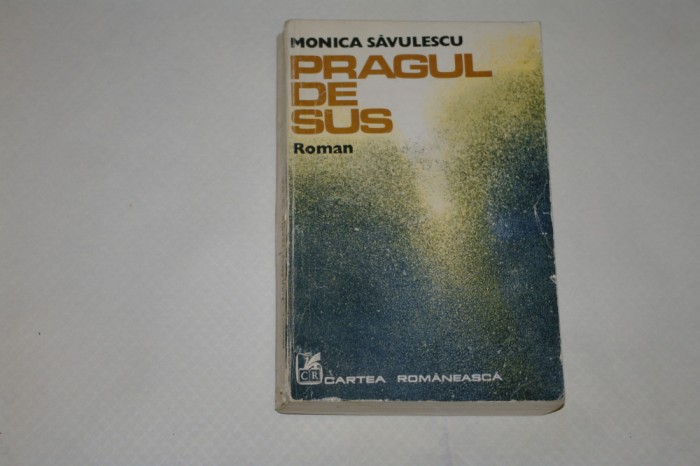 MONICA SĂVULESCU
PRAGUL
DE
SUS
Roman
CR
CARTEA ROMÂNEASCĂ